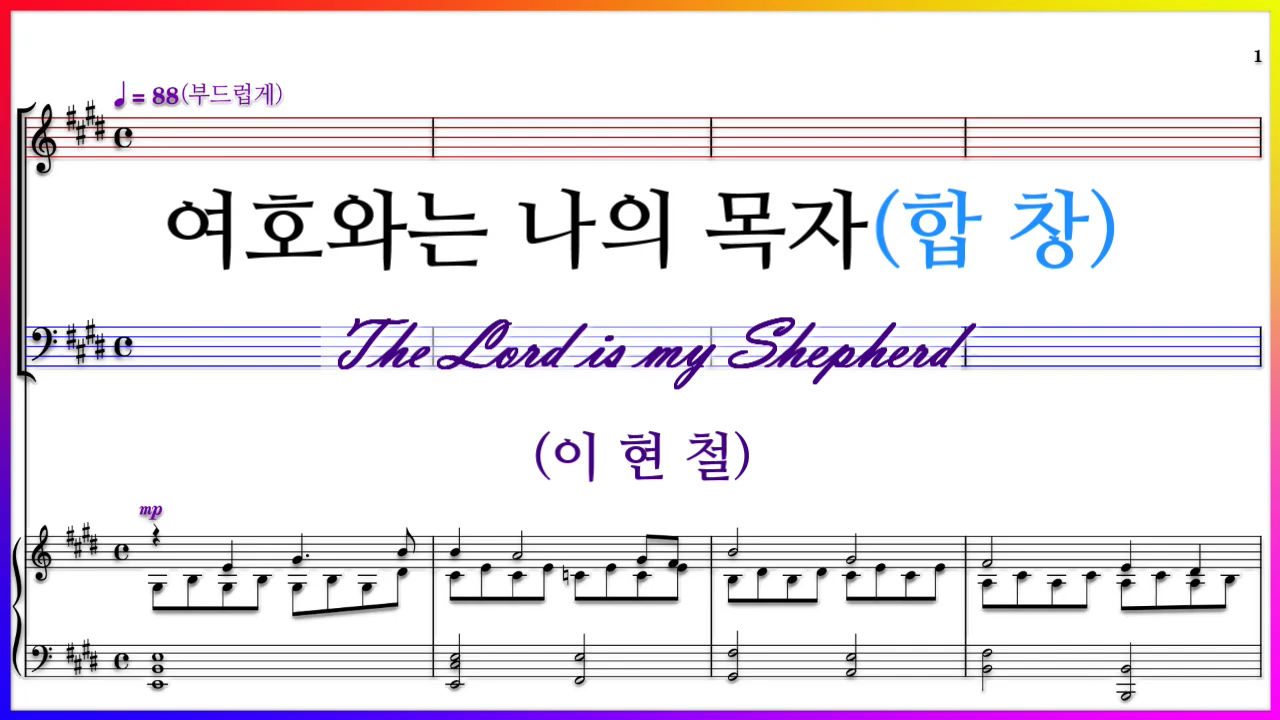 1
♩ = 88(부드럽게)
여호와는 나의 목자(합 창)
The Lord is my Shepherd
(이 현 철)
mp